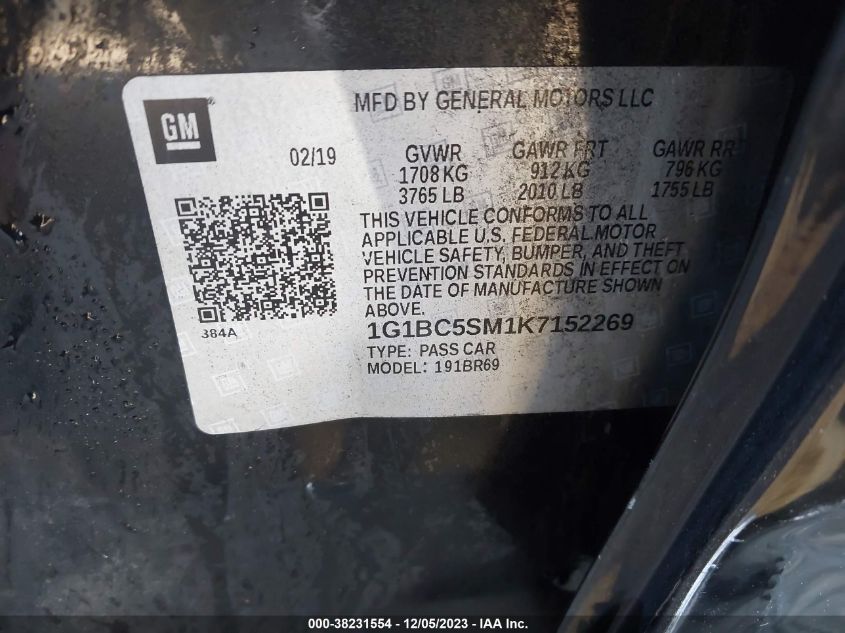 GM
®
MFD BY GENERAL MOTORS LLC
02/19
GVWR GAWR FRT GAWR RR
1708 KG 912 KG 796 KG
3765 LB 2010 LB 1755 LB
THIS VEHICLE CONFORMS TO ALL
APPLICABLE U.S. FEDERAL MOTOR
VEHICLE SAFETY, BUMPER, AND THEFT
PREVENTION STANDARDS IN EFFECT ON
THE DATE OF MANUFACTURE SHOWN
ABOVE.
384A
1G1BC5SM1K7152269
TYPE: PASS CAR
MODEL: 191BR69
000-38231554 - 12/05/2023 - IAA Inc.